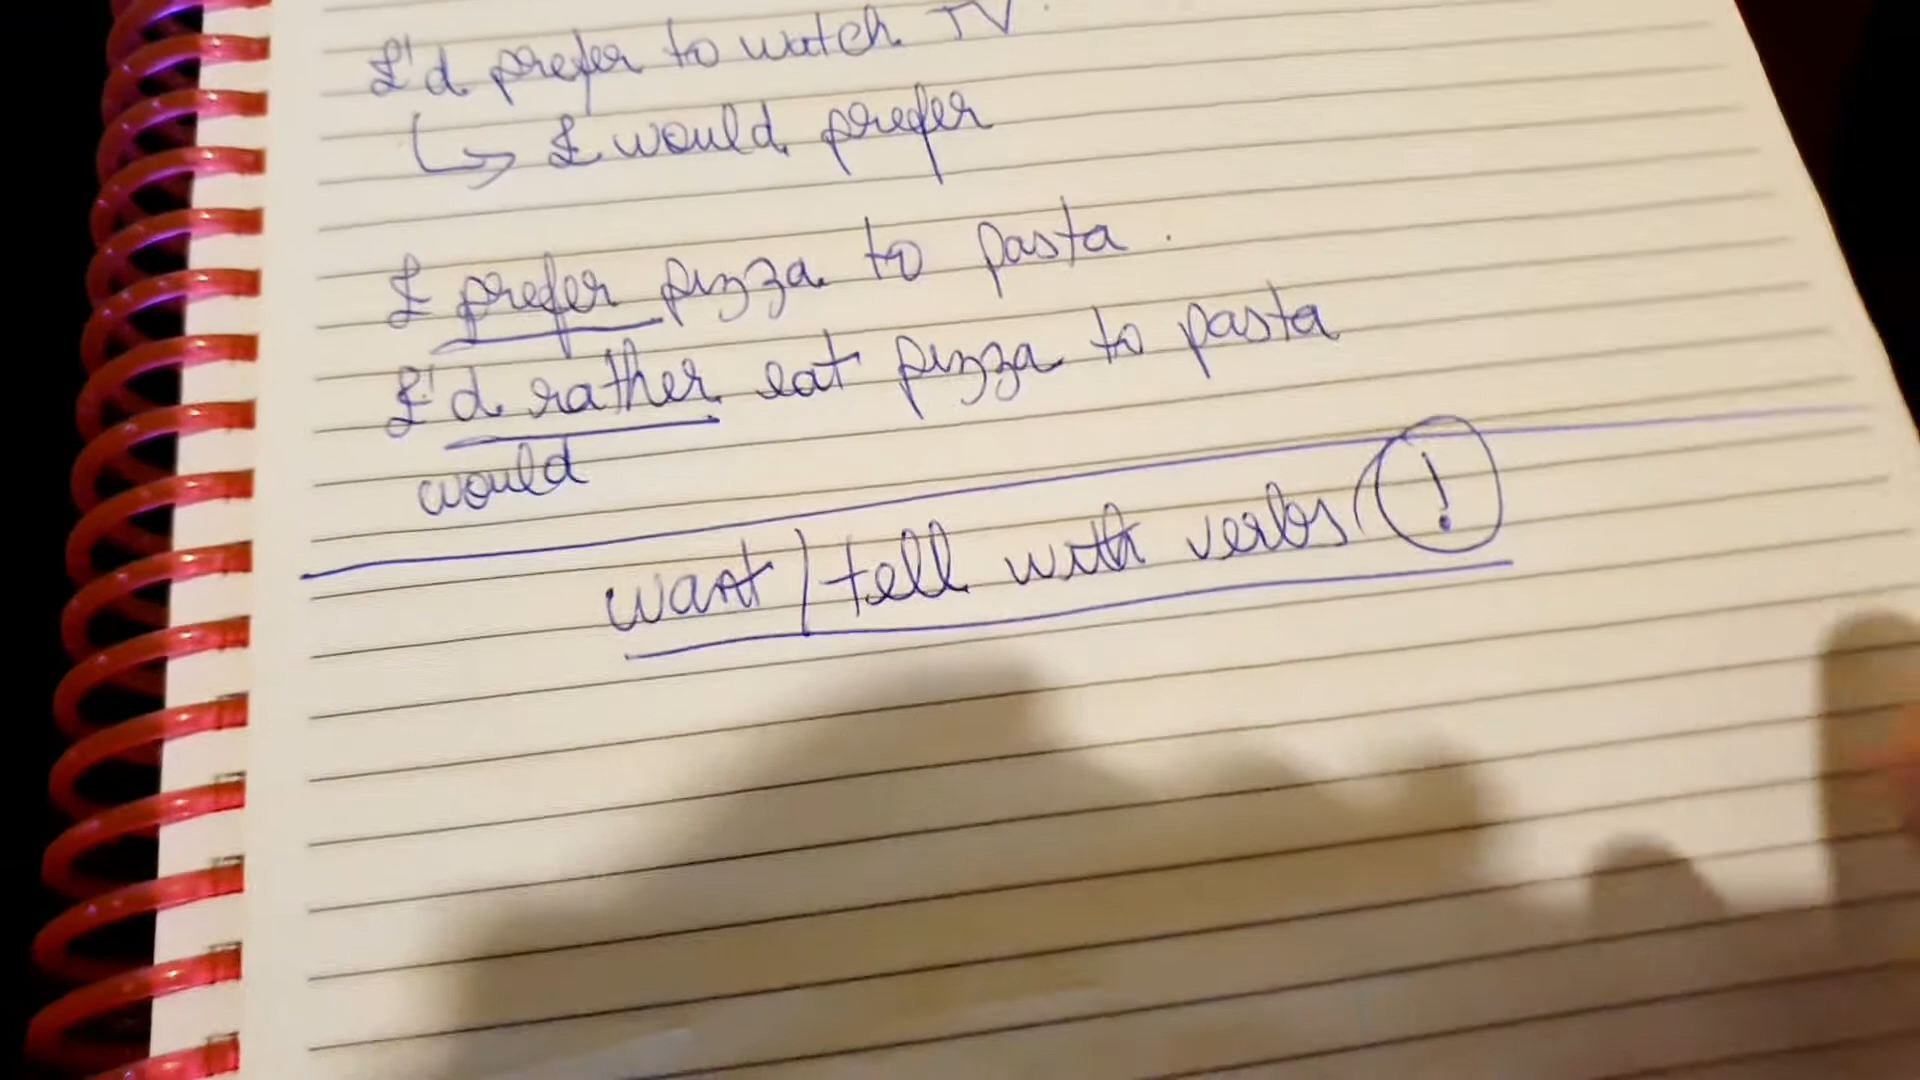 I'd prefer to watch TV.
↳ I would prefer
I prefer pizza to pasta.
I'd rather eat pizza to pasta
would
want/tell with verbs !